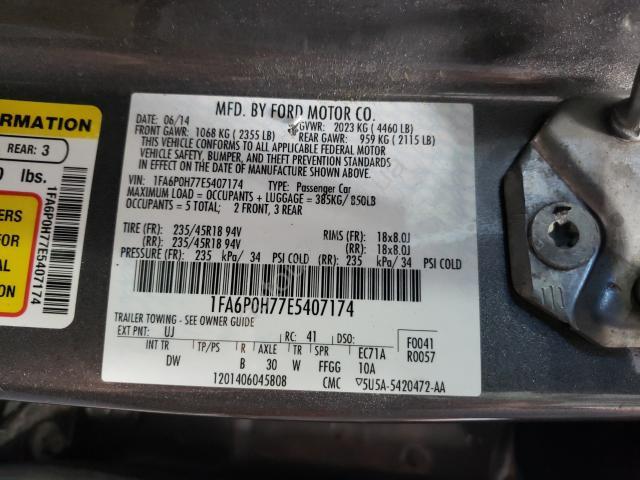 FORMATION
REAR: 3
0 lbs.
ERS
FOR
AL
ON
1FA6P0H77E5407174
MFD. BY FORD MOTOR CO.
DATE: 06/14 GVWR: 2023 KG ( 4460 LB)
FRONT GAWR: 1068 KG ( 2355 LB) REAR GAWR: 959 KG ( 2115 LB)
THIS VEHICLE CONFORMS TO ALL APPLICABLE FEDERAL MOTOR
VEHICLE SAFETY, BUMPER, AND THEFT PREVENTION STANDARDS
IN EFFECT ON THE DATE OF MANUFACTURE SHOWN ABOVE.
VIN: 1FA6P0H77E5407174 TYPE: Passenger Car
MAXIMUM LOAD = OCCUPANTS + LUGGAGE = 385KG/ 850LB
OCCUPANTS = 5 TOTAL; 2 FRONT, 3 REAR
TIRE (FR): 235/45R18 94V RIMS (FR): 18x8.0J
(RR): 235/45R18 94V (RR): 18x8.0J
PRESSURE (FR): 235 kPa/ 34 PSI COLD (RR): 235 kPa/ 34 PSI COLD
1FA6P0H77E5407174
TRAILER TOWING - SEE OWNER GUIDE
EXT PNT: UJ RC: 41 DSO: F0041
R0057
INT TR TP/PS R AXLE TR SPR EC71A
DW B 30 W FFGG 10A
1201406045808 CMC ▽5U5A-5420472-AA